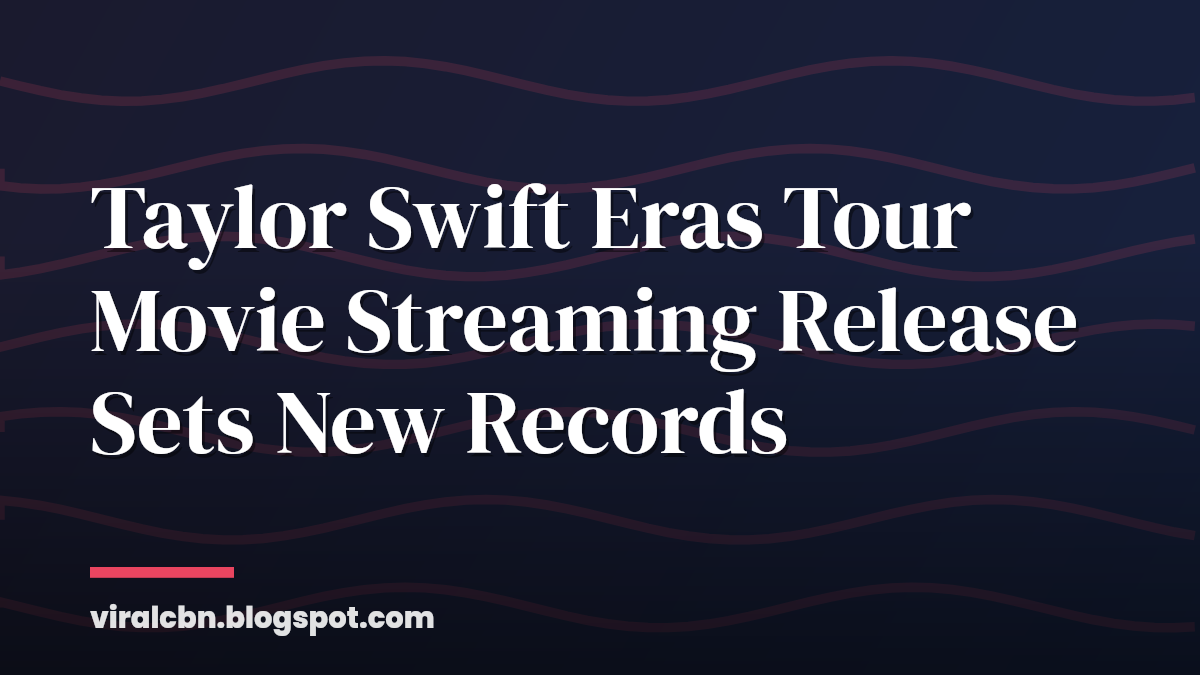 Taylor Swift Eras Tour
Movie Streaming Release
Sets New Records
viralcbn.blogspot.com